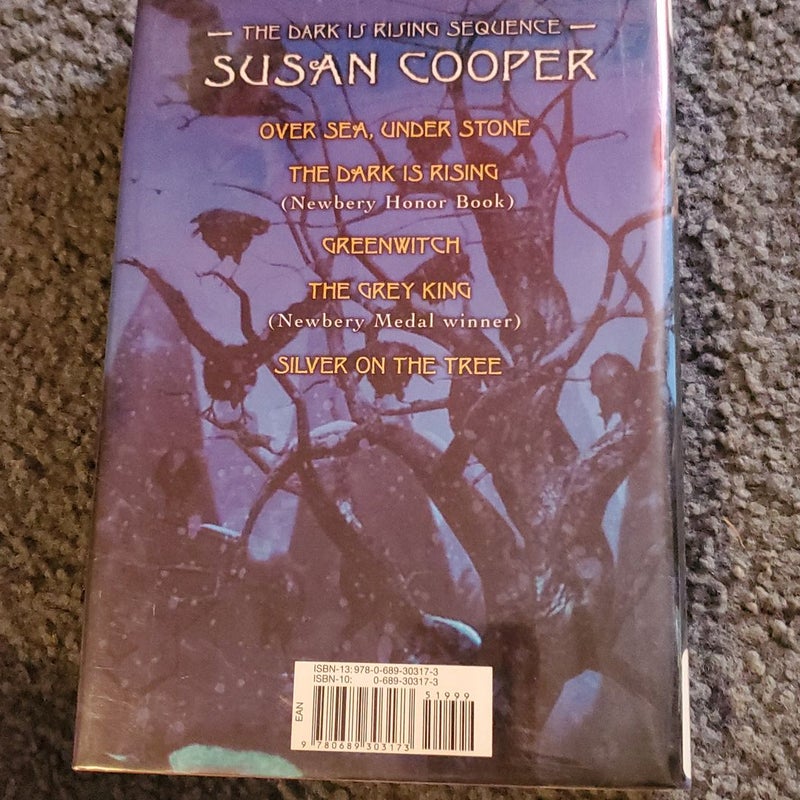 — THE DARK IS RISING SEQUENCE —
SUSAN COOPER
OVER SEA, UNDER STONE
THE DARK IS RISING
(Newbery Honor Book)
GREENWITCH
THE GREY KING
(Newbery Medal winner)
SILVER ON THE TREE
ISBN-13: 978-0-689-30317-3
ISBN-10: 0-689-30317-3
51999
EAN
9 780689 303173